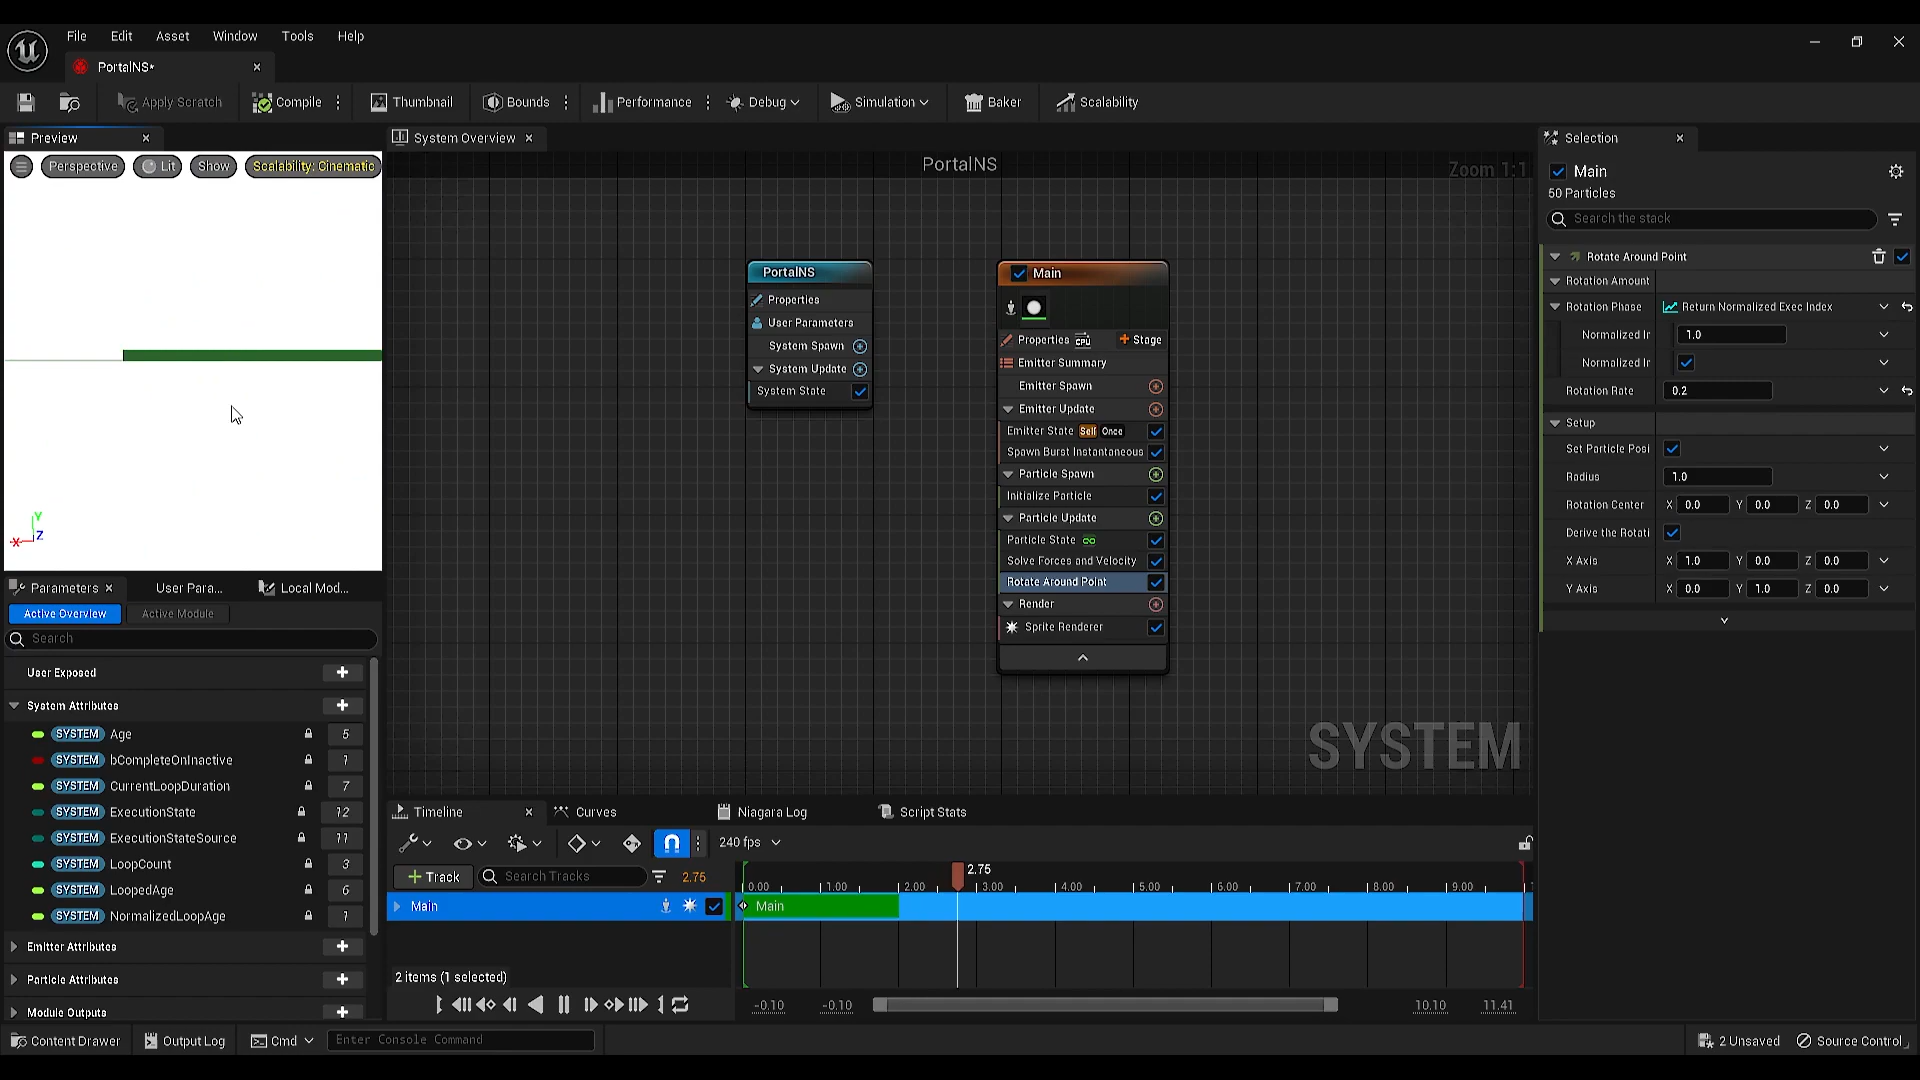 File Edit Asset Window Tools Help
PortalNS*
Apply Scratch Compile Thumbnail Bounds Performance Debug Simulation Baker Scalability
Preview
Perspective Lit Show Scalability: Cinematic
X Y Z
System Overview
PortalNS
Zoom 1:1
PortalNS
Properties
User Parameters
System Spawn
System Update
System State
Main
Properties CPU Stage
Emitter Summary
Emitter Spawn
Emitter Update
Emitter State Self Once
Spawn Burst Instantaneous
Particle Spawn
Initialize Particle
Particle Update
Particle State
Solve Forces and Velocity
Rotate Around Point
Render
Sprite Renderer
SYSTEM
Selection
Main
50 Particles
Search the stack
Rotate Around Point
Rotation Amount
Rotation Phase Return Normalized Exec Index
Normalized Ir 1.0
Normalized Ir
Rotation Rate 0.2
Setup
Set Particle Posi
Radius 1.0
Rotation Center X 0.0 Y 0.0 Z 0.0
Derive the Rotati
X Axis X 1.0 Y 0.0 Z 0.0
Y Axis X 0.0 Y 1.0 Z 0.0
Parameters User Para... Local Mod...
Active Overview Active Module
Search
User Exposed
System Attributes
SYSTEM Age 5
SYSTEM bCompleteOnInactive 1
SYSTEM CurrentLoopDuration 7
SYSTEM ExecutionState 12
SYSTEM ExecutionStateSource 11
SYSTEM LoopCount 3
SYSTEM LoopedAge 6
SYSTEM NormalizedLoopAge 1
Emitter Attributes
Particle Attributes
Module Outputs
Timeline Curves Niagara Log Script Stats
240 fps
Track Search Tracks 2.75
2.75
0.00 1.00 2.00 3.00 4.00 5.00 6.00 7.00 8.00 9.00
Main Main
2 items (1 selected)
-0.10 -0.10 10.10 11.41
Content Drawer Output Log Cmd Enter Console Command 2 Unsaved Source Control